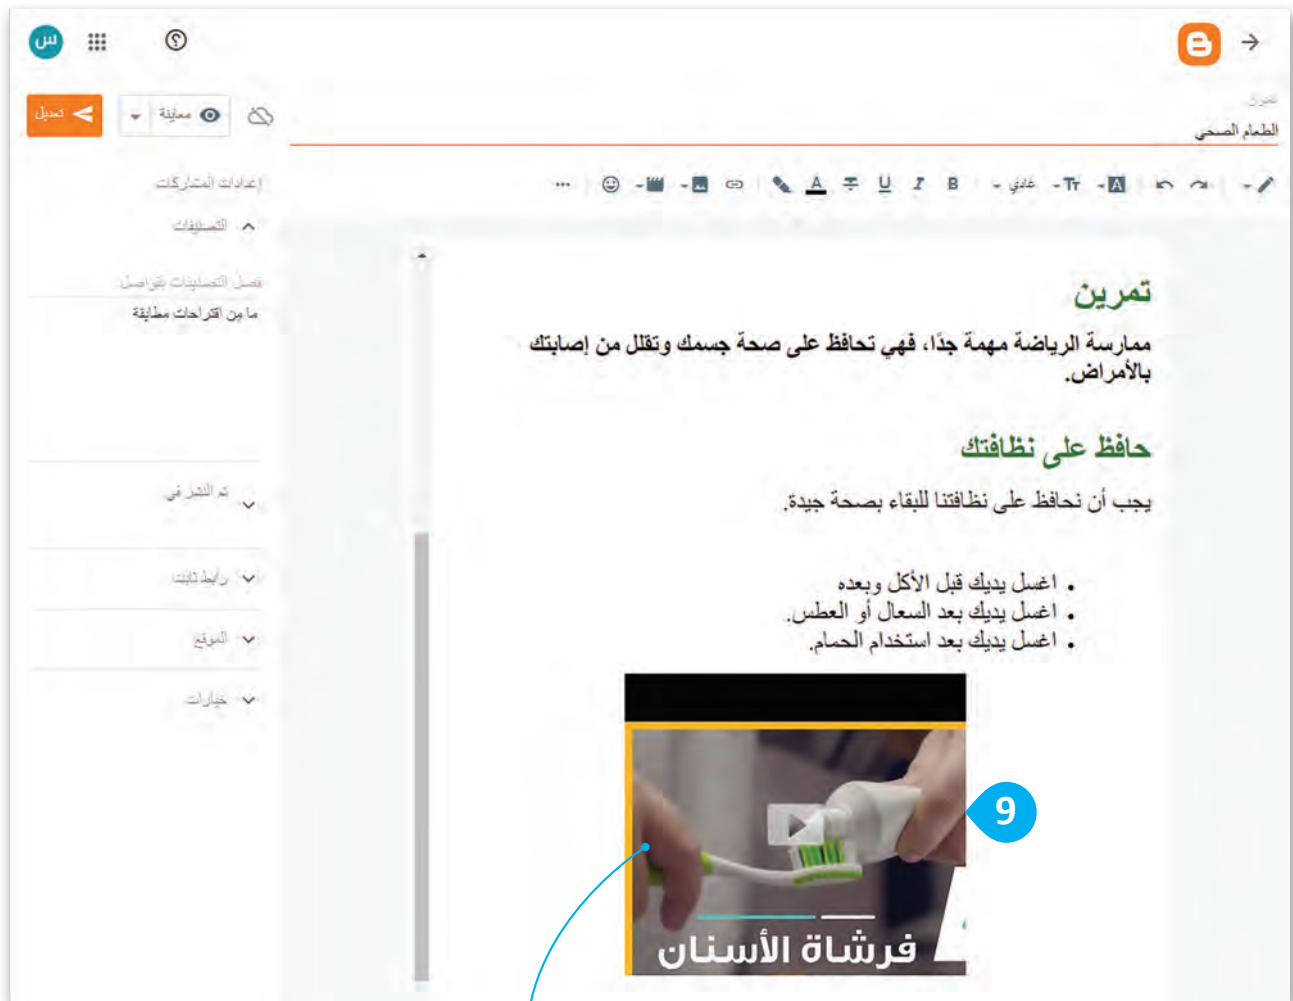 س
تمرين
الطعام الصحي
معاينة
تعديل
عادي
إعدادات المشاركات
التصنيفات
فصل التصنيفات بفواصل
ما من اقتراحات مطابقة
تم النشر في
رابط ثابت
الموقع
خيارات
تمرين
ممارسة الرياضة مهمة جدًا، فهي تحافظ على صحة جسمك وتقلل من إصابتك
بالأمراض.
حافظ على نظافتك
يجب أن نحافظ على نظافتنا للبقاء بصحة جيدة.
• اغسل يديك قبل الأكل وبعده
• اغسل يديك بعد السعال أو العطس.
• اغسل يديك بعد استخدام الحمام.
9
فرشاة الأسنان